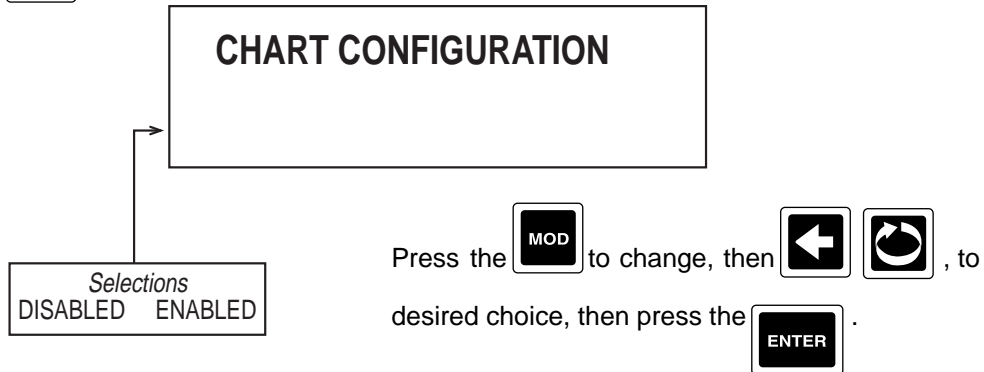 CHART CONFIGURATION
Selections
DISABLED ENABLED
Press the MOD to change, then , to
desired choice, then press the ENTER .